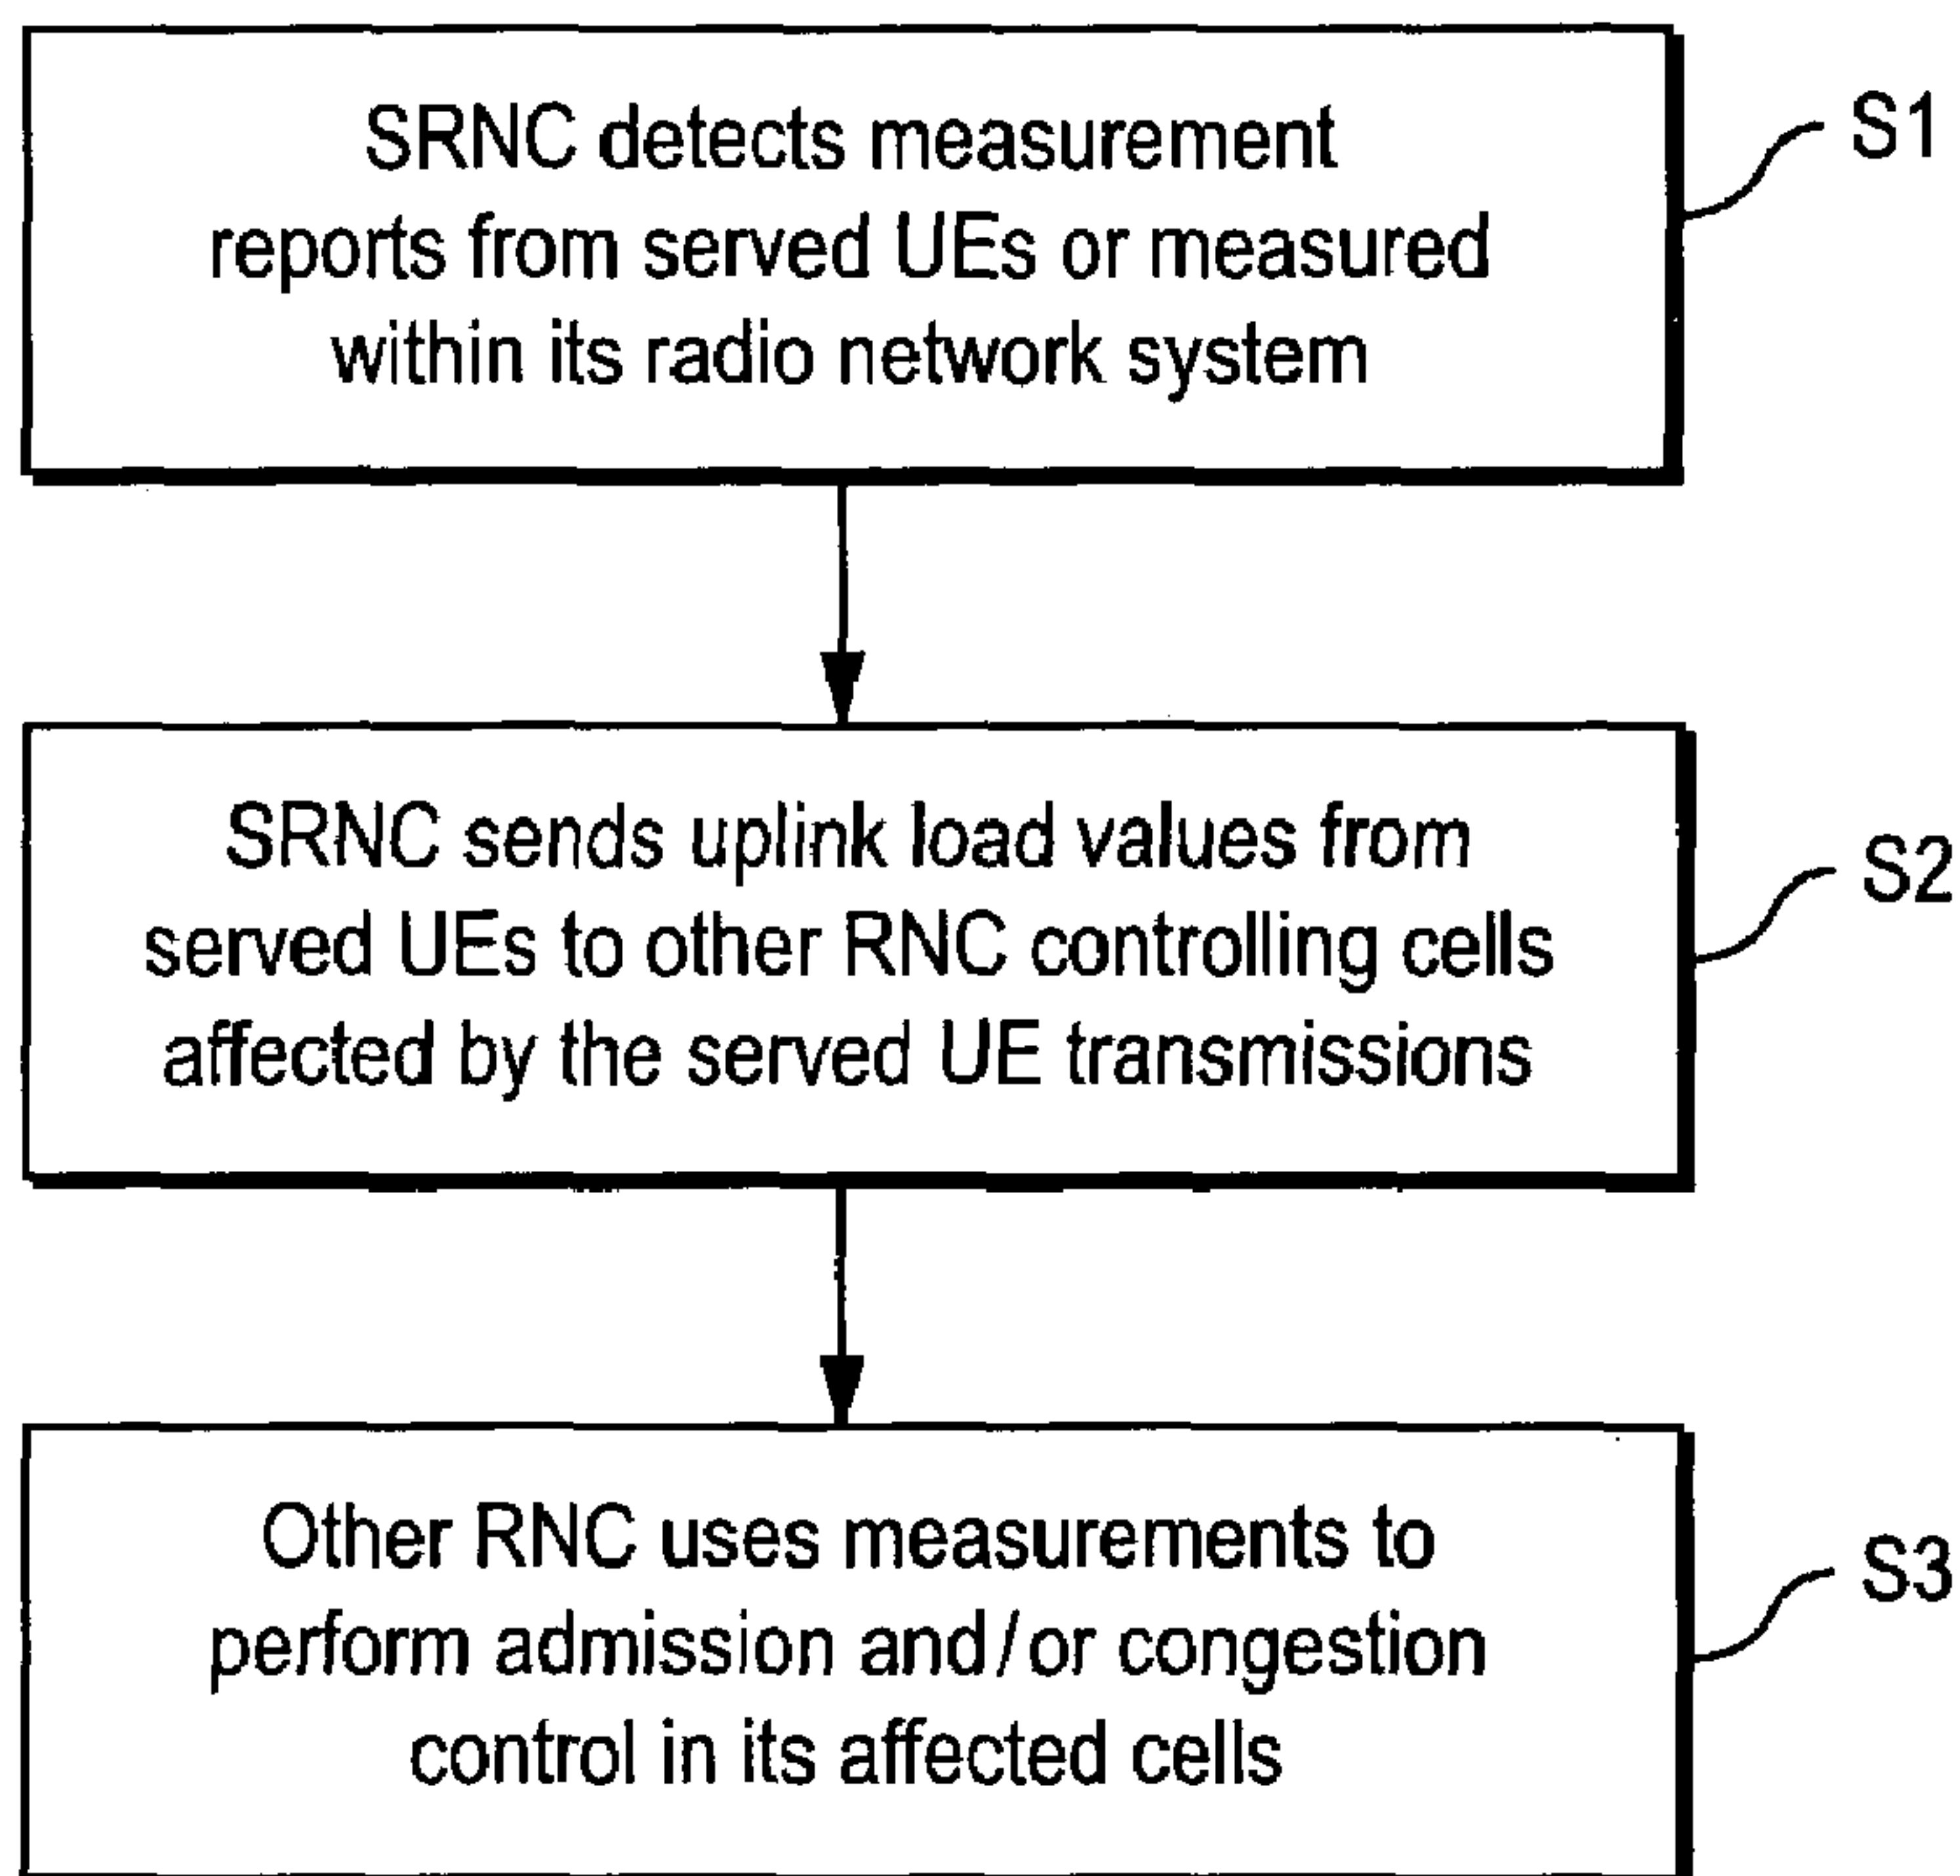 SRNC detects measurement
reports from served UEs or measured
within its radio network system
S1
SRNC sends uplink load values from
served UEs to other RNC controlling cells
affected by the served UE transmissions
S2
Other RNC uses measurements to
perform admission and/or congestion
control in its affected cells
S3